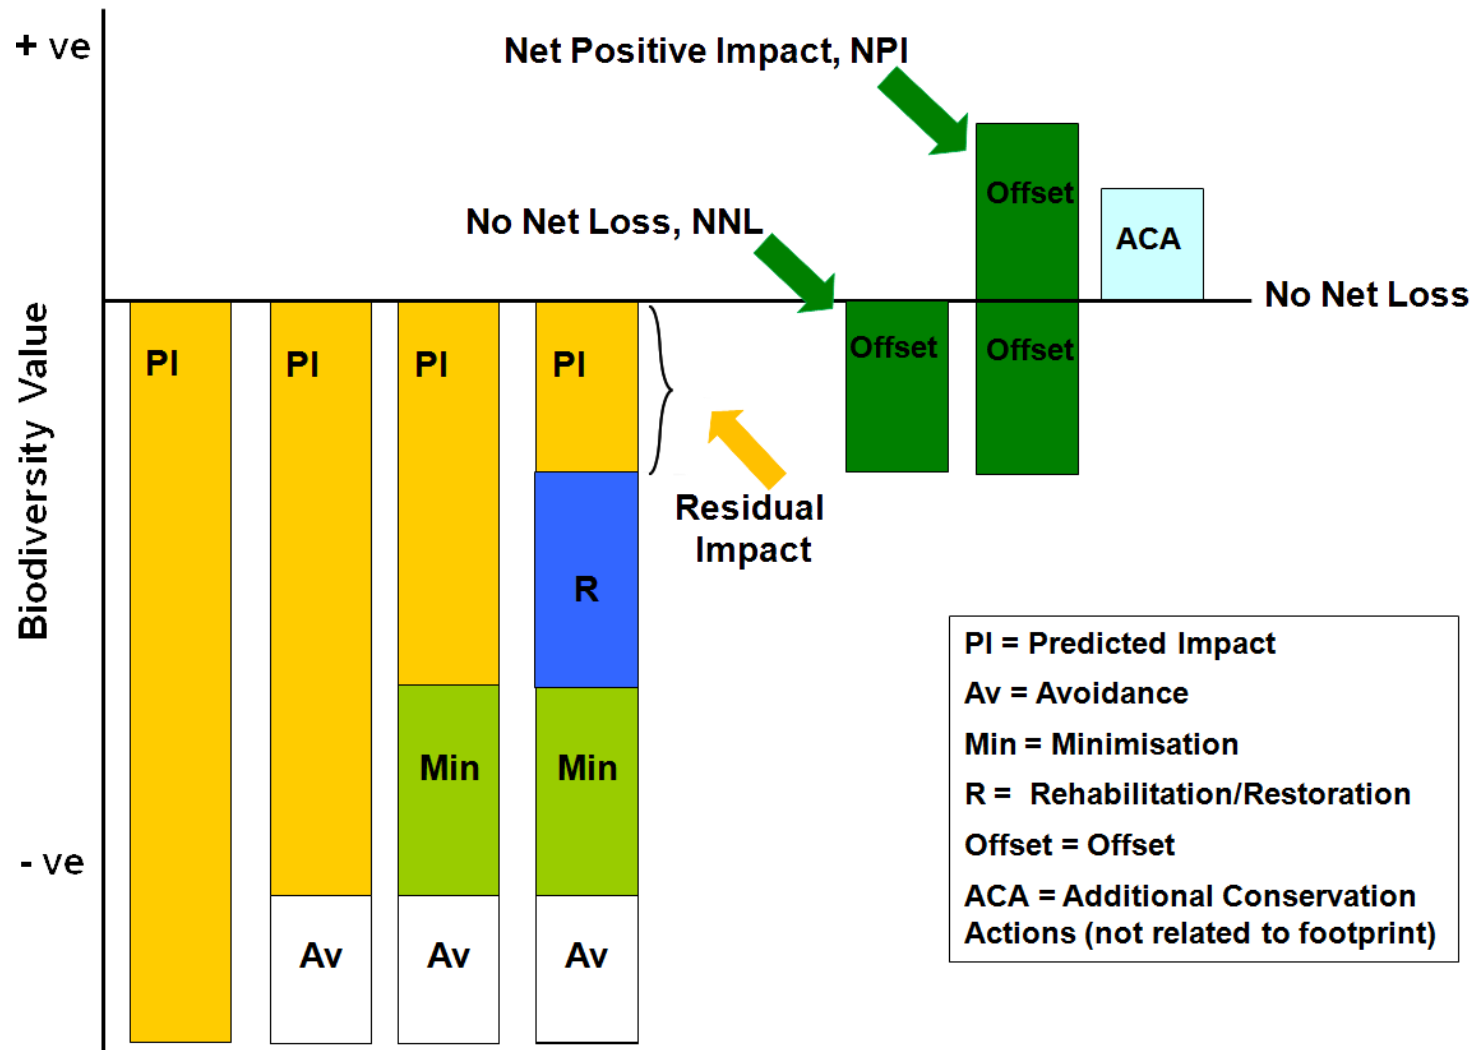 + ve
Net Positive Impact, NPI
Offset
No Net Loss, NNL
ACA
No Net Loss
Biodiversity Value
PI
PI
PI
PI
Offset
Offset
Residual
Impact
R
Min
Min
- ve
Av
Av
Av
PI = Predicted Impact
Av = Avoidance
Min = Minimisation
R = Rehabilitation/Restoration
Offset = Offset
ACA = Additional Conservation
Actions (not related to footprint)